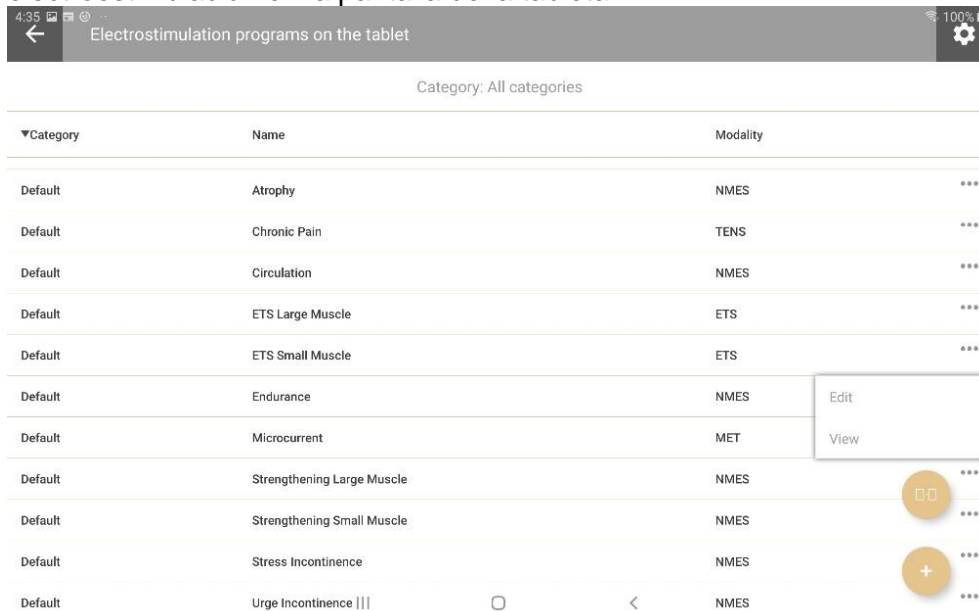 4:35 100%
Electrostimulation programs on the tablet
Category: All categories
▼Category Name Modality
Default Atrophy NMES
Default Chronic Pain TENS
Default Circulation NMES
Default ETS Large Muscle ETS
Default ETS Small Muscle ETS
Default Endurance NMES Edit
Default Microcurrent MET View
Default Strengthening Large Muscle NMES
Default Strengthening Small Muscle NMES
Default Stress Incontinence NMES
Default Urge Incontinence NMES